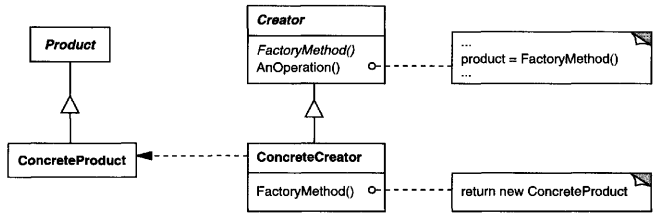 Product
ConcreteProduct
Creator
FactoryMethod()
AnOperation()
...
product = FactoryMethod()
...
ConcreteCreator
FactoryMethod()
return new ConcreteProduct